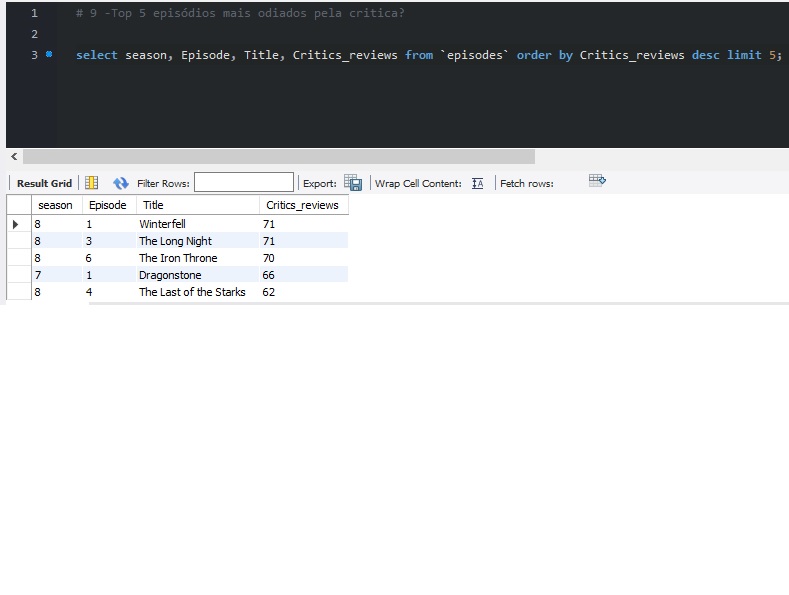 1 # 9 -Top 5 episódios mais odiados pela critica?
2
3 select season, Episode, Title, Critics_reviews from `episodes` order by Critics_reviews desc limit 5;
Result Grid Filter Rows: Export: Wrap Cell Content: Fetch rows:
season Episode Title Critics_reviews
8 1 Winterfell 71
8 3 The Long Night 71
8 6 The Iron Throne 70
7 1 Dragonstone 66
8 4 The Last of the Starks 62